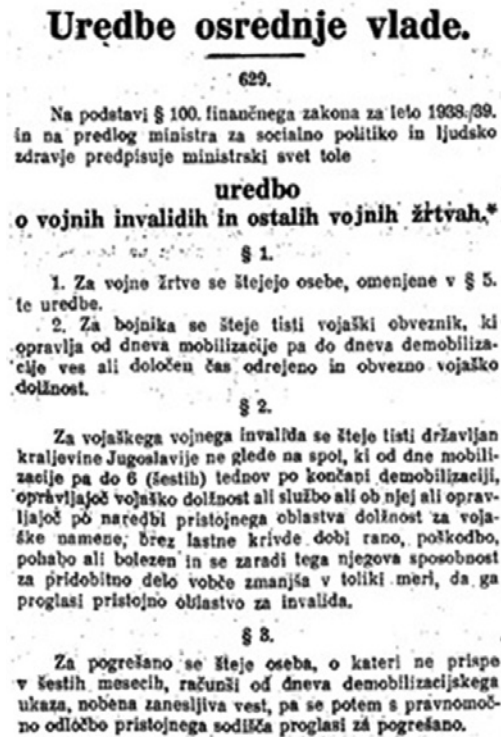 Uredbe osrednje vlade.
629.
Na podstavi § 100. finančnega zakona za leto 1938./39.
in na predlog ministra za socialno politiko in ljudsko
zdravje predpisuje ministrski svet tole
uredbo
o vojnih invalidih in ostalih vojnih žrtvah.*
§ 1.
1. Za vojne žrtve se štejejo osebe, omenjene v § 5.
te uredbe.
2. Za bojnika se šteje tisti vojaški obveznik, ki
opravlja od dneva mobilizacije pa do dneva demobiliza-
cije ves ali določen čas odrejeno in obvezno vojaško
dolžnost.
§ 2.
Za vojaškega vojnega invalida se šteje tisti državljan
kraljevine Jugoslavije ne glede na spol, ki od dne mobili-
zacije pa do 6 (šestih) tednov po končani demobilizaciji,
opravljajoč vojaško dolžnost ali službo ali ob njej ali oprav-
ljajoč po naredbi pristojnega oblastva dolžnost za voja-
ške namene, brez lastne krivde dobi rano, poškodbo,
pohabo ali bolezen in se zaradi tega njegova sposobnost
za pridobitno delo vobče zmanjša v toliki meri, da ga
proglasi pristojno oblastvo za invalida.
§ 3.
Za pogrešano se šteje oseba, o kateri ne prispe
v šestih mesecih, računši od dneva demobilizacijskega
ukaza, nobena zanesljiva vest, pa se potem s pravnomoč-
no odločbo pristojnega sodišča proglasi za pogrešano.